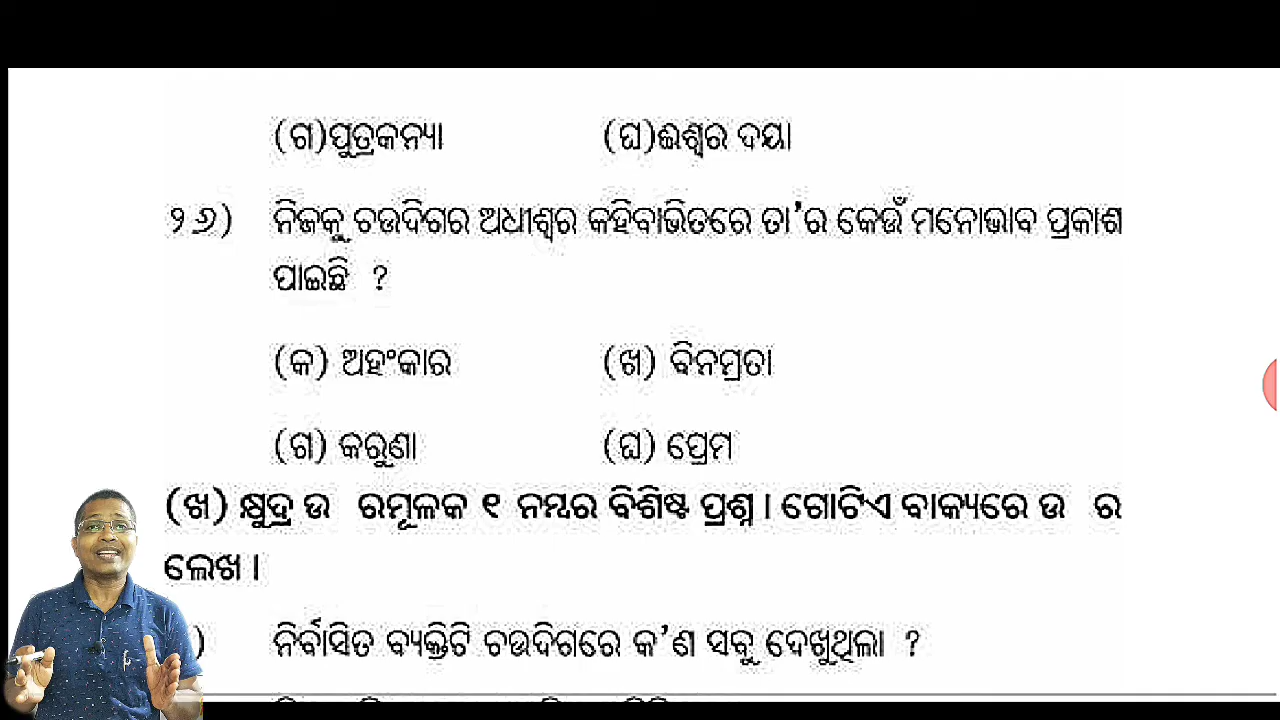 (ଗ)ପୁତ୍ରକନ୍ୟା (ଘ)ଈଶ୍ୱର ଦୟା
୨୬) ନିଜକୁ ଚଉଦିଗର ଅଧୀଶ୍ୱର କହିବାଭିତରେ ତା’ର କେଉଁ ମନୋଭାବ ପ୍ରକାଶ
ପାଇଛି ?
(କ) ଅହଂକାର (ଖ) ବିନମ୍ରତା
(ଗ) କରୁଣା (ଘ) ପ୍ରେମ
(ଖ) କ୍ଷୁଦ୍ର ଉ ରମୂଳକ ୧ ନମ୍ବର ବିଶିଷ୍ଟ ପ୍ରଶ୍ନ । ଗୋଟିଏ ବାକ୍ୟରେ ଉ ର
ଲେଖ ।
) ନିର୍ବାସିତ ବ୍ୟକ୍ତିଟି ଚଉଦିଗରେ କ’ଣ ସବୁ ଦେଖୁଥିଲା ?